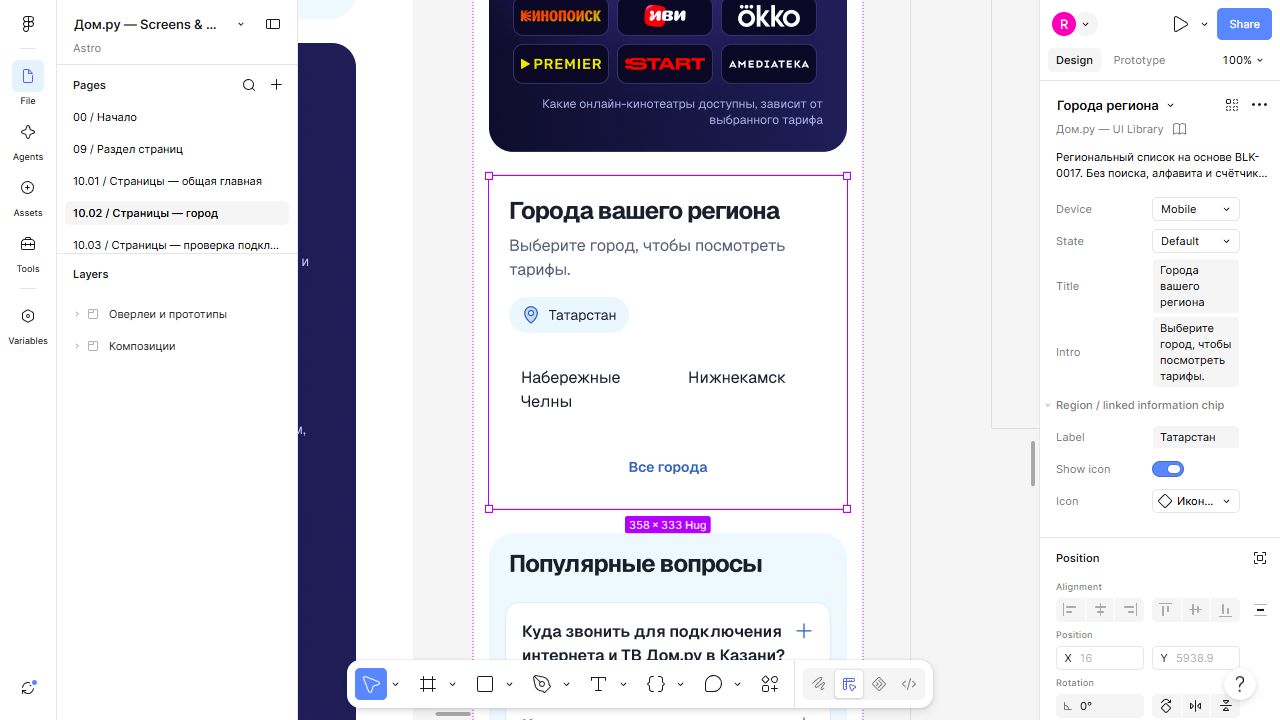 Дом.ру — Screens & ...
Astro
File
Agents
Assets
Tools
Variables
Pages
00 / Начало
09 / Раздел страниц
10.01 / Страницы — общая главная
10.02 / Страницы — город
10.03 / Страницы — проверка подкл...
Layers
Оверлеи и прототипы
Композиции
и
м,
КИНОПОИСК
ИВИ
ökko
PREMIER
START
AMEDIATEKA
Какие онлайн-кинотеатры доступны, зависит от
выбранного тарифа
Города вашего региона
Выберите город, чтобы посмотреть
тарифы.
Татарстан
Набережные
Челны
Нижнекамск
Все города
358 × 333 Hug
Популярные вопросы
Куда звонить для подключения
интернета и ТВ Дом.ру в Казани?
R
Share
Design
Prototype
100%
Города региона
Дом.ру — UI Library
Региональный список на основе BLK-
0017. Без поиска, алфавита и счётчик...
Device
Mobile
State
Default
Title
Города
вашего
региона
Intro
Выберите
город, чтобы
посмотреть
тарифы.
Region / linked information chip
Label
Татарстан
Show icon
Icon
Икон...
Position
Alignment
Position
X 16
Y 5938.9
Rotation
0°
?